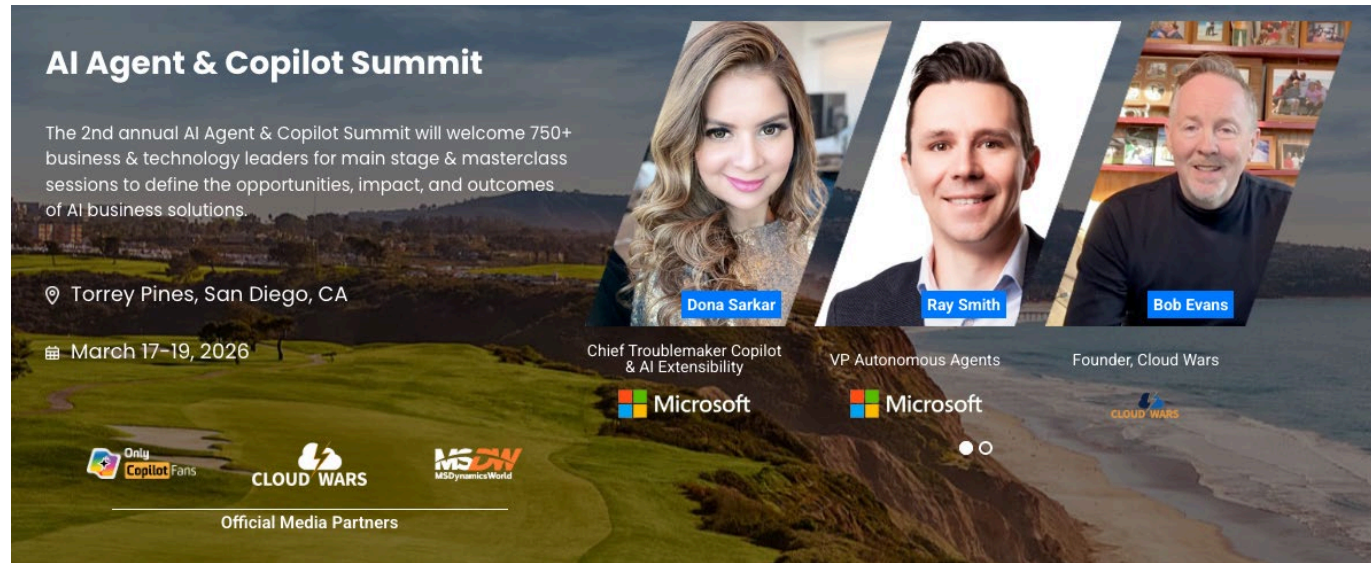 AI Agent & Copilot Summit
The 2nd annual AI Agent & Copilot Summit will welcome 750+
business & technology leaders for main stage & masterclass
sessions to define the opportunities, impact, and outcomes
of AI business solutions.
Torrey Pines, San Diego, CA
March 17-19, 2026
Only
Copilot Fans
CLOUD WARS
MSDW
MSDynamicsWorld
Official Media Partners
Dona Sarkar
Chief Troublemaker Copilot
& AI Extensibility
Microsoft
Ray Smith
VP Autonomous Agents
Microsoft
Bob Evans
Founder, Cloud Wars
CLOUD WARS